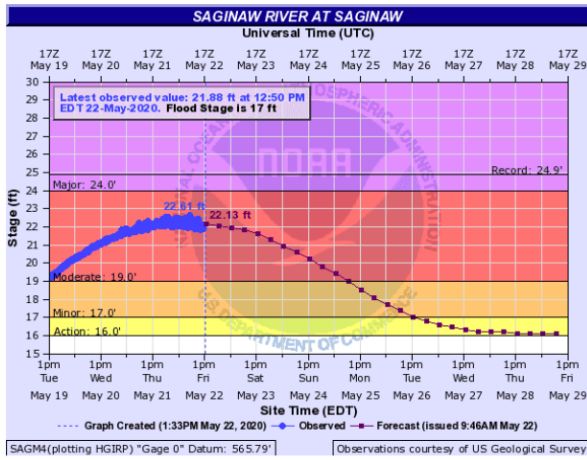 SAGINAW RIVER AT SAGINAW
Universal Time (UTC)
17Z 17Z 17Z 17Z 17Z 17Z 17Z 17Z 17Z 17Z 17Z
May 19 May 20 May 21 May 22 May 23 May 24 May 25 May 26 May 27 May 28 May 29
30
29
Latest observed value: 21.88 ft at 12:50 PM
EDT 22-May-2020. Flood Stage is 17 ft
28
27
26
NOAA
25
Record: 24.9'
24
Major: 24.0'
23
22.61 ft
22.13 ft
22
21
20
19
Moderate: 19.0'
18
17
Minor: 17.0'
16
Action: 16.0'
15
Stage (ft)
U.S. DEPARTMENT OF COMMERCE
1pm 1pm 1pm 1pm 1pm 1pm 1pm 1pm 1pm 1pm 1pm
Tue Wed Thu Fri Sat Sun Mon Tue Wed Thu Fri
May 19 May 20 May 21 May 22 May 23 May 24 May 25 May 26 May 27 May 28 May 29
Site Time (EDT)
Graph Created (1:33PM May 22, 2020) Observed Forecast (issued 9:46AM May 22)
SAGM4(plotting HGIRP) "Gage 0" Datum: 565.79'
Observations courtesy of US Geological Survey